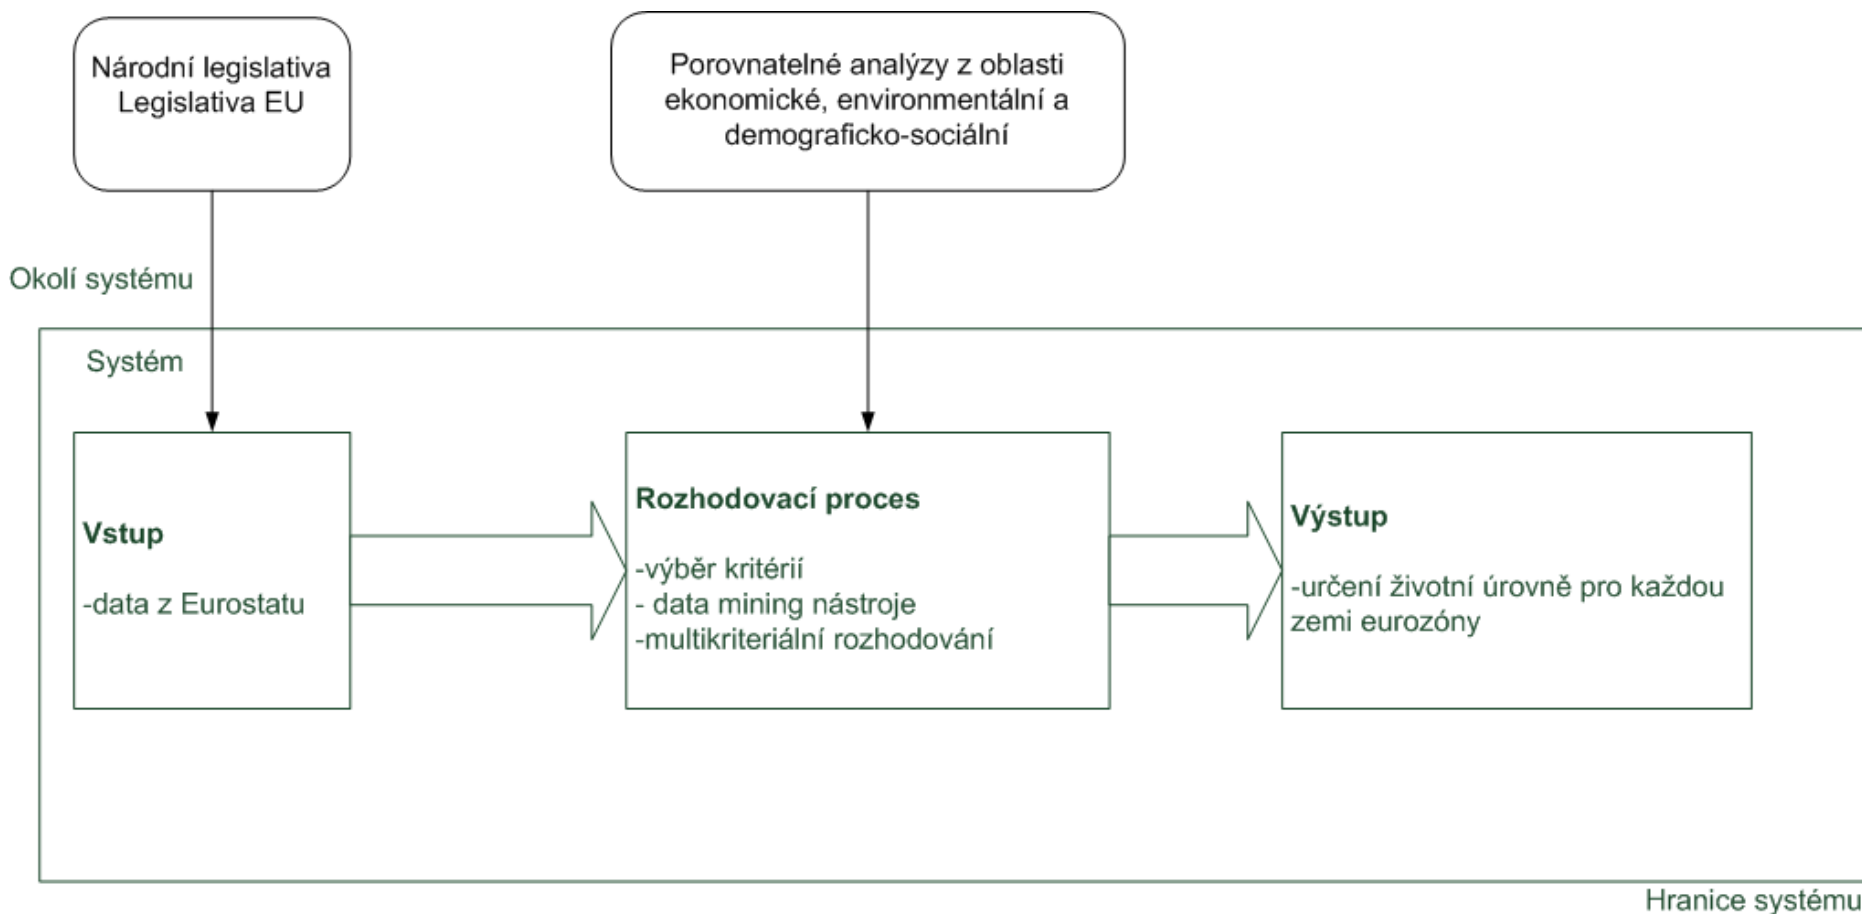 Národní legislativa
Legislativa EU
Porovnatelné analýzy z oblasti
ekonomické, environmentální a
demograficko-sociální
Okolí systému
Systém
Vstup
-data z Eurostatu
Rozhodovací proces
-výběr kritérií
- data mining nástroje
-multikriteriální rozhodování
Výstup
-určení životní úrovně pro každou
zemi eurozóny
Hranice systému